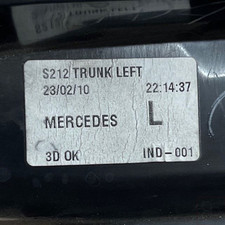 S212 TRUNK LEFT
23/02/10 22:14:37
MERCEDES L
3D OK IND-001